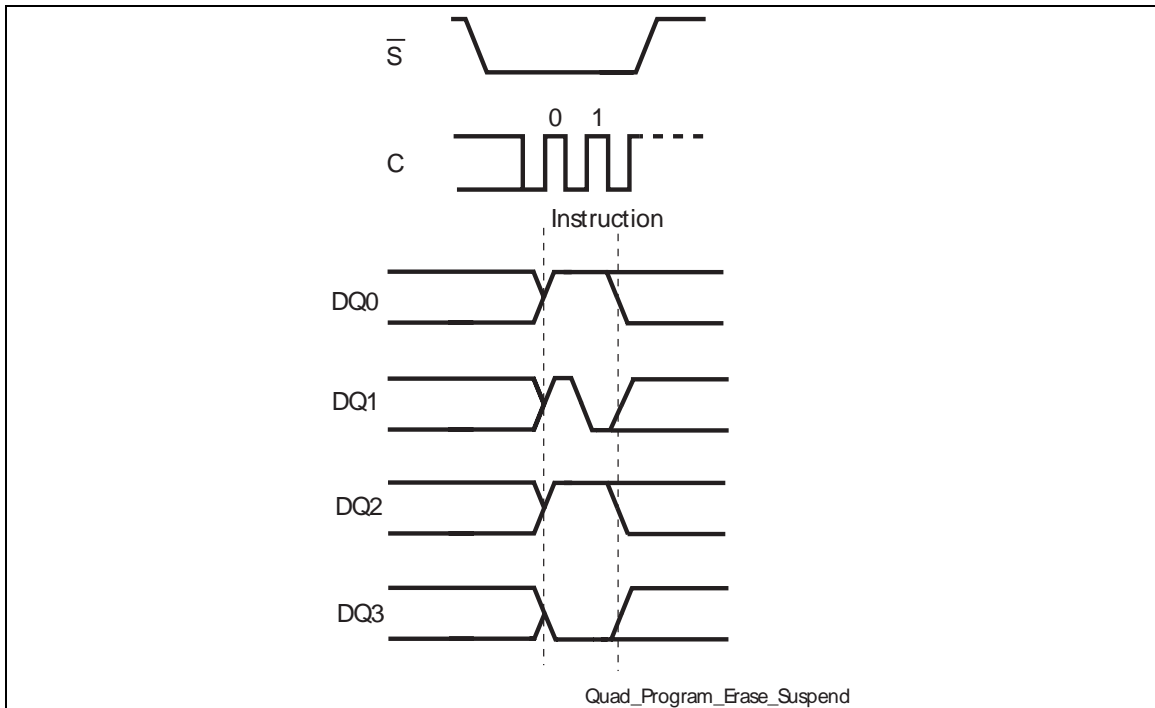 S̅
0 1
C
Instruction
DQ0
DQ1
DQ2
DQ3
Quad_Program_Erase_Suspend